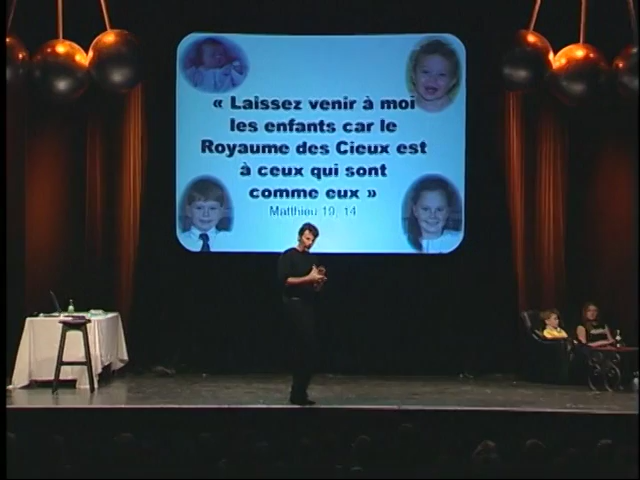 « Laissez venir à moi
les enfants car le
Royaume des Cieux est
à ceux qui sont
comme eux »
Matthieu 19, 14